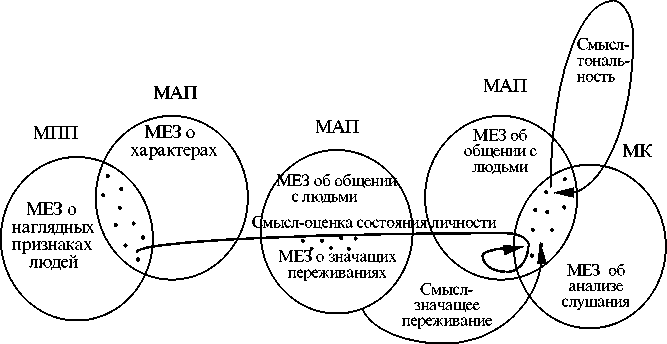 Смысл-
тональ-
ность
МАП
МАП
МПП
МАП
МК
МЕЗ о
характерах
МЕЗ об
общении с
людьми
МЕЗ об общении
с людьми
МЕЗ о
наглядных
признаках
людей
Смысл-оценка состояния личности
МЕЗ о значащих
переживаниях
МЕЗ об
анализе
слушания
Смысл-
значащее
переживание